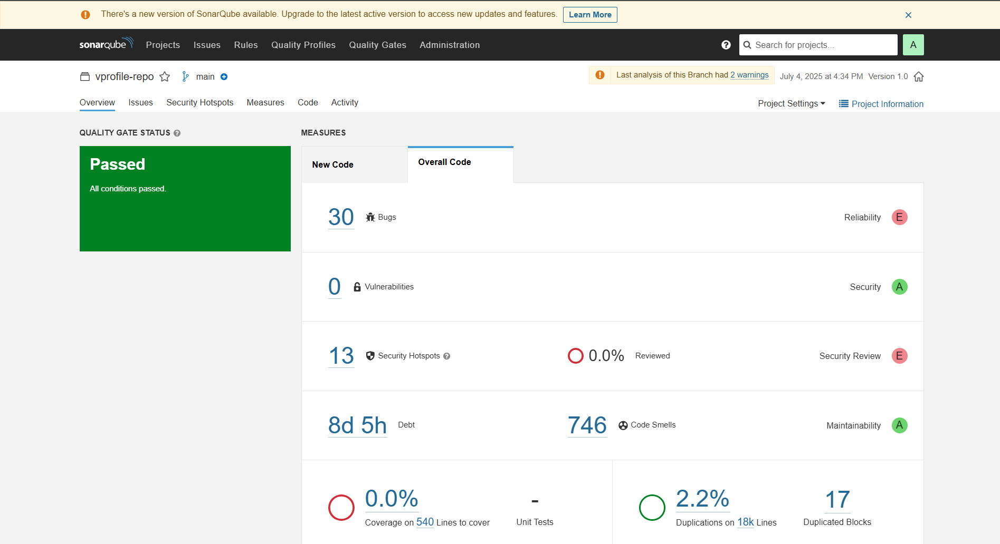 There's a new version of SonarQube available. Upgrade to the latest active version to access new updates and features. Learn More
sonarqube Projects Issues Rules Quality Profiles Quality Gates Administration Search for projects... A
vprofile-repo main Last analysis of this Branch had 2 warnings July 4, 2025 at 4:34 PM Version 1.0
Overview Issues Security Hotspots Measures Code Activity Project Settings Project Information
QUALITY GATE STATUS
Passed
All conditions passed.
MEASURES
New Code Overall Code
30 Bugs Reliability E
0 Vulnerabilities Security A
13 Security Hotspots 0.0% Reviewed Security Review E
8d 5h Debt 746 Code Smells Maintainability A
0.0%
Coverage on 540 Lines to cover
-
Unit Tests
2.2%
Duplications on 18k Lines
17
Duplicated Blocks